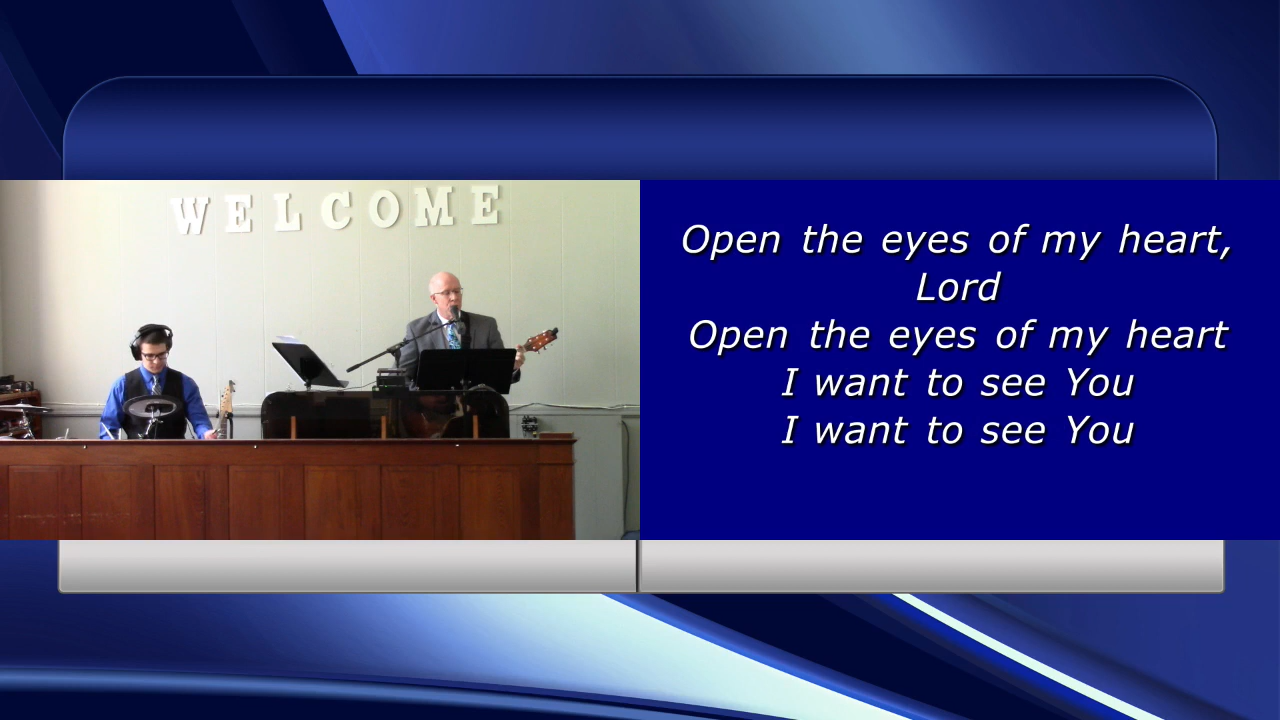 WELCOME
Open the eyes of my heart,
Lord
Open the eyes of my heart
I want to see You
I want to see You